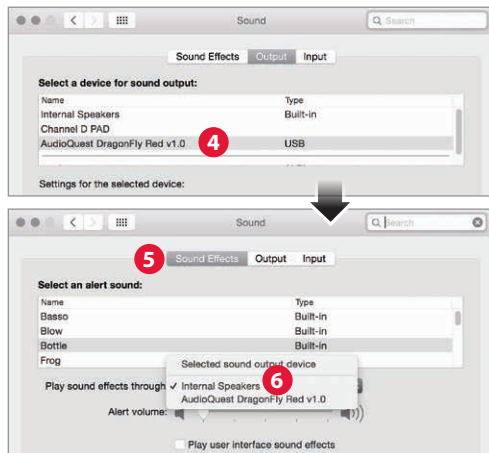 Sound
Search
Sound Effects Output Input
Select a device for sound output:
Name Type
Internal Speakers Built-in
Channel D PAD
AudioQuest DragonFly Red v1.0 4 USB
Settings for the selected device:
Sound
Search
5 Sound Effects Output Input
Select an alert sound:
Name Type
Basso Built-in
Blow Built-in
Bottle Built-in
Frog
Selected sound output device
Play sound effects through ✓ Internal Speakers 6
AudioQuest DragonFly Red v1.0
Alert volume:
Play user interface sound effects